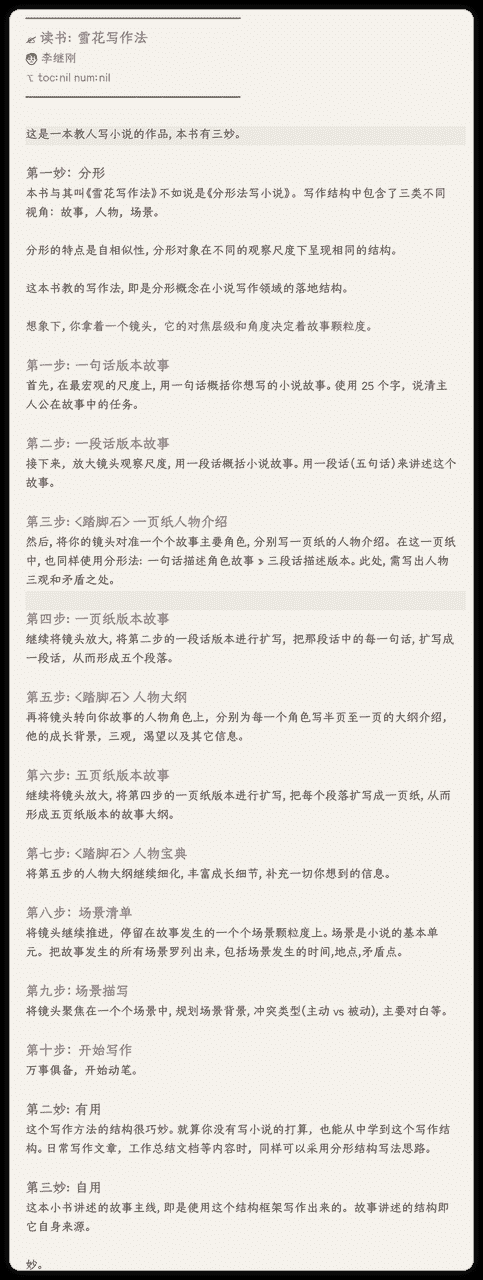 读书: 雪花写作法
李继刚
toc:nil num:nil
这是一本教人写小说的作品, 本书有三妙。
第一妙: 分形
本书与其叫《雪花写作法》不如说是《分形法写小说》。写作结构中包含了三类不同
视角: 故事, 人物, 场景。
分形的特点是自相似性, 分形对象在不同的观察尺度下呈现相同的结构。
这本书教的写作法, 即是分形概念在小说写作领域的落地结构。
想象下, 你拿着一个镜头, 它的对焦层级和角度决定着故事颗粒度。
第一步: 一句话版本故事
首先, 在最宏观的尺度上, 用一句话概括你想写的小说故事。使用 25 个字, 说清主
人公在故事中的任务。
第二步: 一段话版本故事
接下来, 放大镜头观察尺度, 用一段话概括小说故事。用一段话(五句话)来讲述这个
故事。
第三步: <踏脚石> 一页纸人物介绍
然后, 将你的镜头对准一个个故事主要角色, 分别写一页纸的人物介绍。在这一页纸
中, 也同样使用分形法: 一句话描述角色故事 » 三段话描述版本。此处, 需写出人物
三观和矛盾之处。
第四步: 一页纸版本故事
继续将镜头放大, 将第二步的一段话版本进行扩写, 把那段话中的每一句话, 扩写成
一段话, 从而形成五个段落。
第五步: <踏脚石> 人物大纲
再将镜头转向你故事的人物角色上, 分别为每一个角色写半页至一页的大纲介绍,
他的成长背景, 三观, 渴望以及其它信息。
第六步: 五页纸版本故事
继续将镜头放大, 将第四步的一页纸版本进行扩写, 把每个段落扩写成一页纸, 从而
形成五页纸版本的故事大纲。
第七步: <踏脚石> 人物宝典
将第五步的人物大纲继续细化, 丰富成长细节, 补充一切你想到的信息。
第八步: 场景清单
将镜头继续推进, 停留在故事发生的一个个场景颗粒度上。场景是小说的基本单
元。把故事发生的所有场景罗列出来, 包括场景发生的时间,地点,矛盾点。
第九步: 场景描写
将镜头聚焦在一个个场景中, 规划场景背景, 冲突类型(主动 vs 被动), 主要对白等。
第十步: 开始写作
万事俱备, 开始动笔。
第二妙: 有用
这个写作方法的结构很巧妙。就算你没有写小说的打算, 也能从中学到这个写作结
构。日常写作文章, 工作总结文档等内容时, 同样可以采用分形结构写法思路。
第三妙: 自用
这本小书讲述的故事主线, 即是使用这个结构框架写作出来的。故事讲述的结构即
它自身来源。
妙。